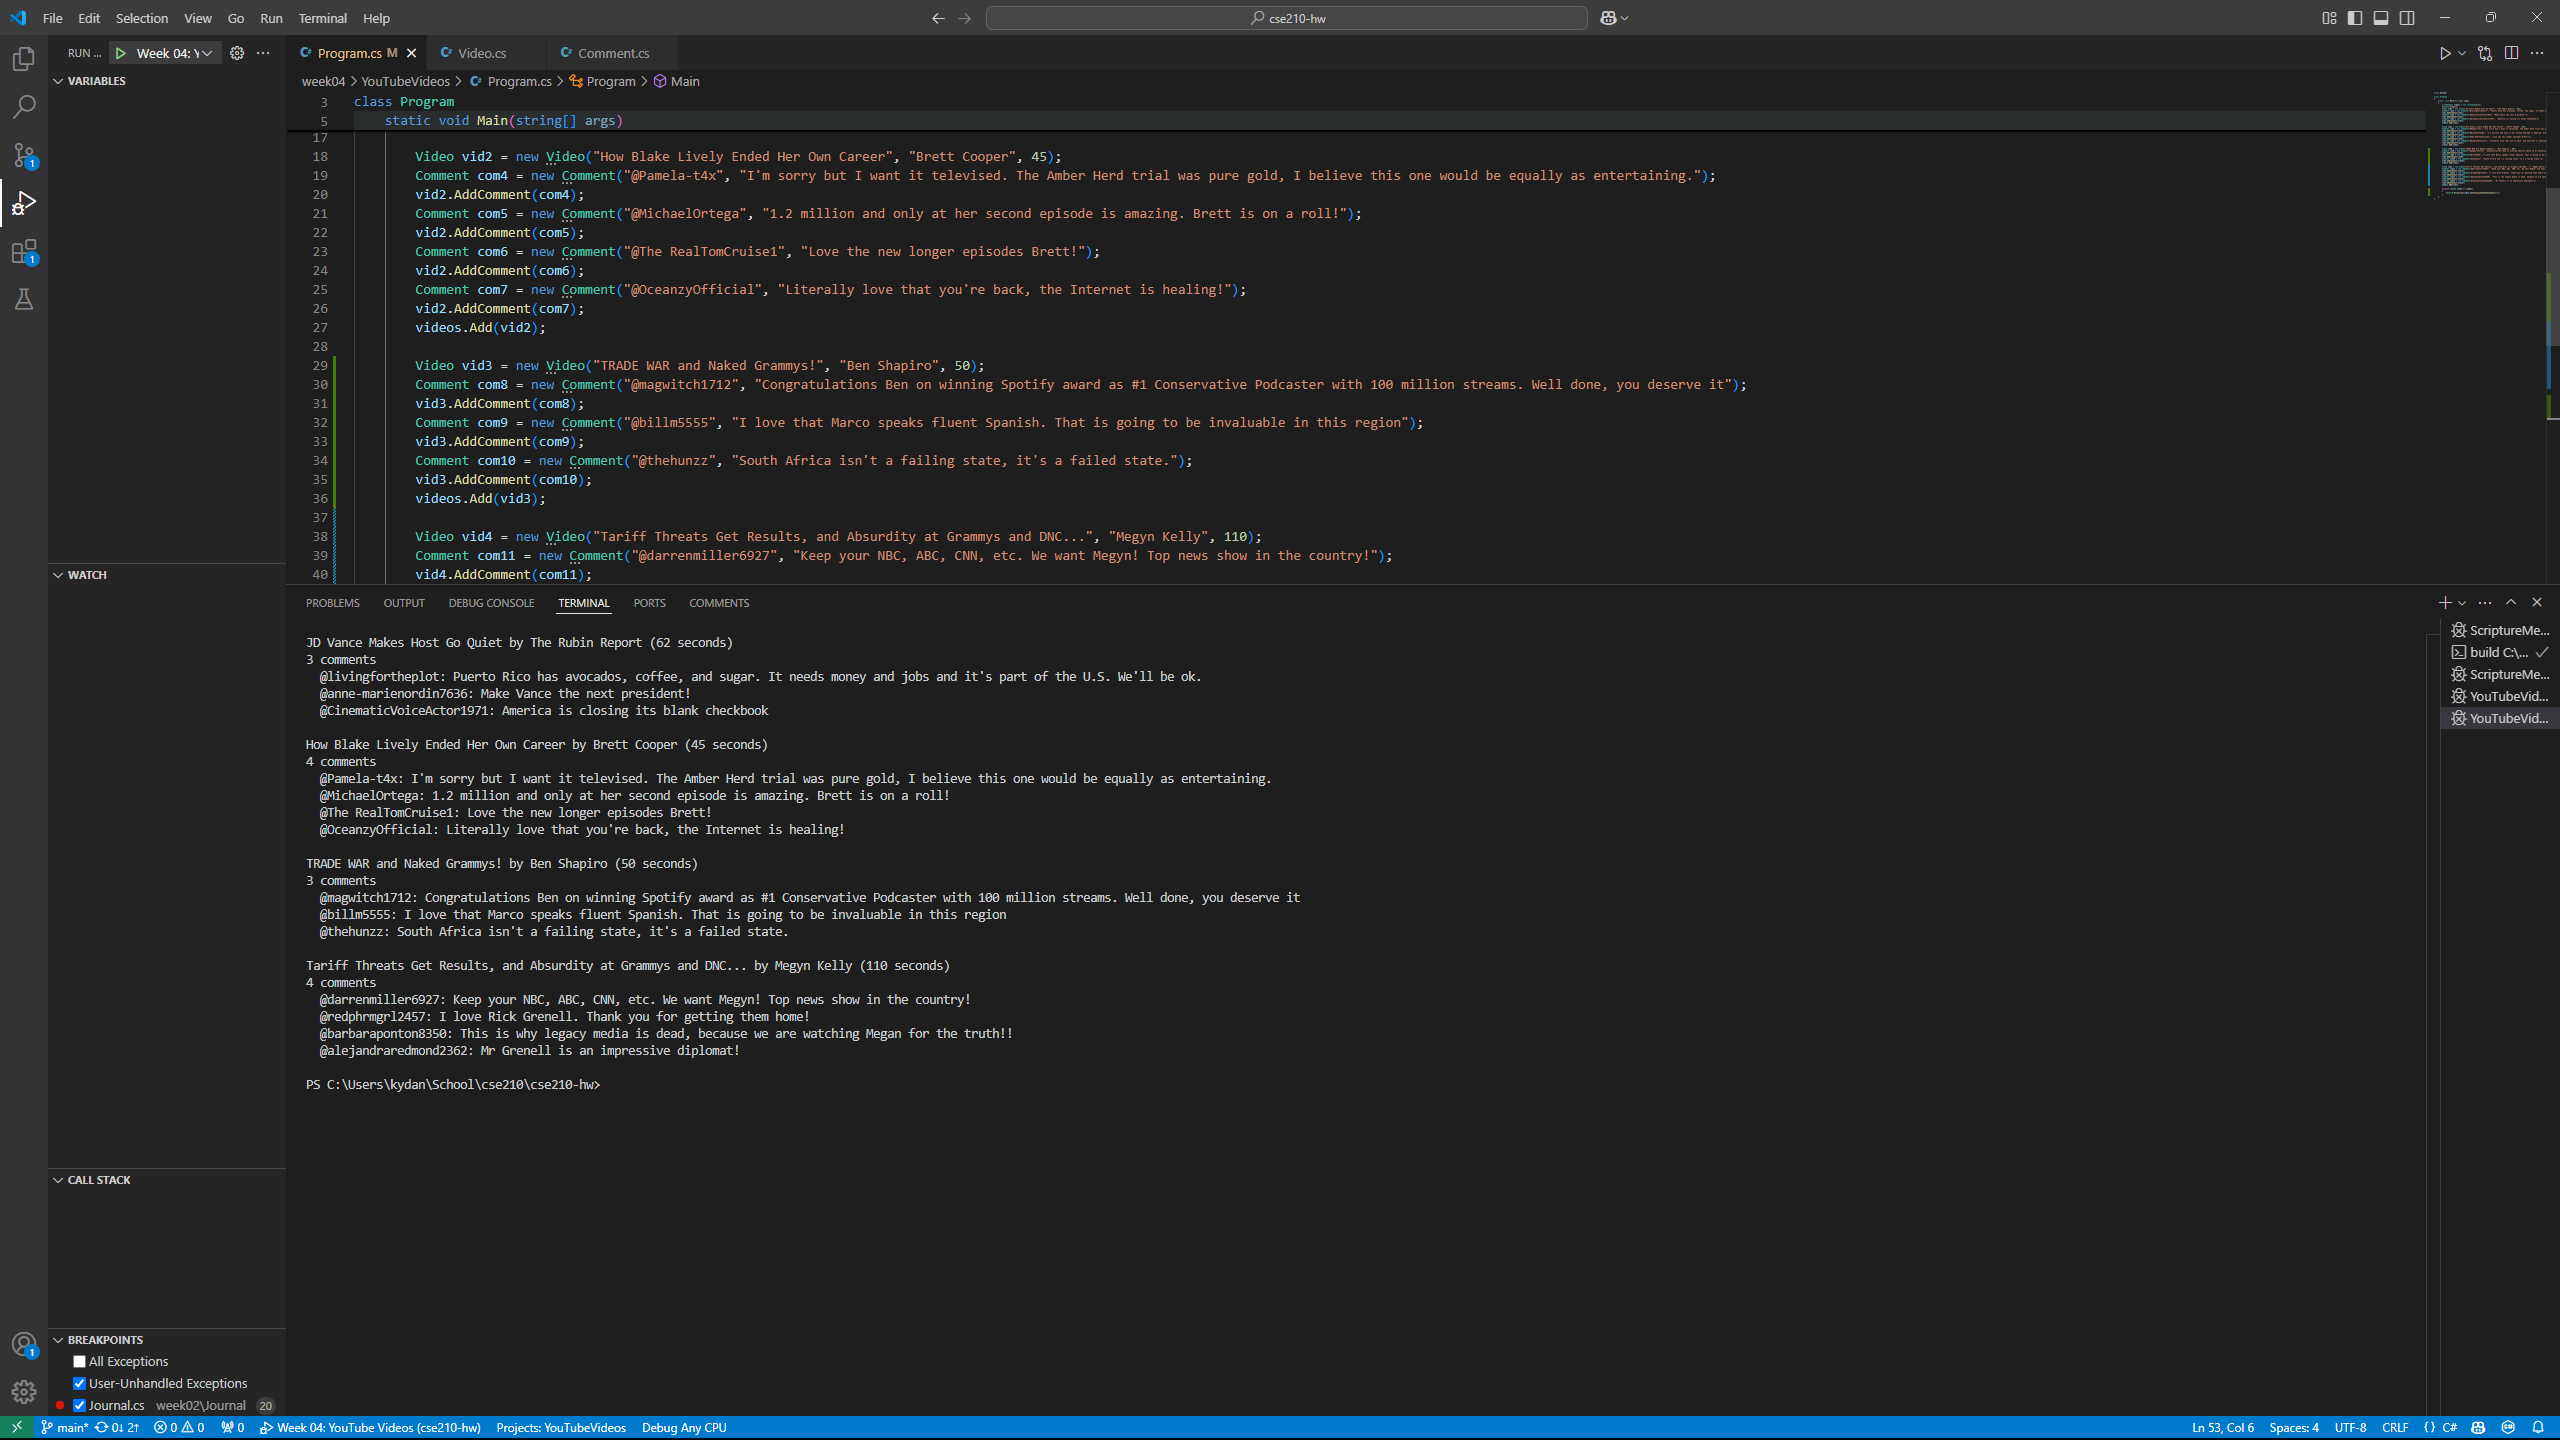 File Edit Selection View Go Run Terminal Help
cse210-hw
RUN ... Week 04: Y
Program.cs M
Video.cs
Comment.cs
VARIABLES
week04 > YouTubeVideos > Program.cs > Program > Main
3 class Program
5 static void Main(string[] args)
17
18 Video vid2 = new Video("How Blake Lively Ended Her Own Career", "Brett Cooper", 45);
19 Comment com4 = new Comment("@Pamela-t4x", "I'm sorry but I want it televised. The Amber Herd trial was pure gold, I believe this one would be equally as entertaining.");
20 vid2.AddComment(com4);
21 Comment com5 = new Comment("@MichaelOrtega", "1.2 million and only at her second episode is amazing. Brett is on a roll!");
22 vid2.AddComment(com5);
23 Comment com6 = new Comment("@The RealTomCruise1", "Love the new longer episodes Brett!");
24 vid2.AddComment(com6);
25 Comment com7 = new Comment("@OceanzyOfficial", "Literally love that you're back, the Internet is healing!");
26 vid2.AddComment(com7);
27 videos.Add(vid2);
28
29 Video vid3 = new Video("TRADE WAR and Naked Grammys!", "Ben Shapiro", 50);
30 Comment com8 = new Comment("@magwitch1712", "Congratulations Ben on winning Spotify award as #1 Conservative Podcaster with 100 million streams. Well done, you deserve it");
31 vid3.AddComment(com8);
32 Comment com9 = new Comment("@billm5555", "I love that Marco speaks fluent Spanish. That is going to be invaluable in this region");
33 vid3.AddComment(com9);
34 Comment com10 = new Comment("@thehunzz", "South Africa isn't a failing state, it's a failed state.");
35 vid3.AddComment(com10);
36 videos.Add(vid3);
37
38 Video vid4 = new Video("Tariff Threats Get Results, and Absurdity at Grammys and DNC...", "Megyn Kelly", 110);
39 Comment com11 = new Comment("@darrenmiller6927", "Keep your NBC, ABC, CNN, etc. We want Megyn! Top news show in the country!");
40 vid4.AddComment(com11);
WATCH
PROBLEMS OUTPUT DEBUG CONSOLE TERMINAL PORTS COMMENTS
JD Vance Makes Host Go Quiet by The Rubin Report (62 seconds)
3 comments
@livingfortheplot: Puerto Rico has avocados, coffee, and sugar. It needs money and jobs and it's part of the U.S. We'll be ok.
@anne-marienordin7636: Make Vance the next president!
@CinematicVoiceActor1971: America is closing its blank checkbook
How Blake Lively Ended Her Own Career by Brett Cooper (45 seconds)
4 comments
@Pamela-t4x: I'm sorry but I want it televised. The Amber Herd trial was pure gold, I believe this one would be equally as entertaining.
@MichaelOrtega: 1.2 million and only at her second episode is amazing. Brett is on a roll!
@The RealTomCruise1: Love the new longer episodes Brett!
@OceanzyOfficial: Literally love that you're back, the Internet is healing!
TRADE WAR and Naked Grammys! by Ben Shapiro (50 seconds)
3 comments
@magwitch1712: Congratulations Ben on winning Spotify award as #1 Conservative Podcaster with 100 million streams. Well done, you deserve it
@billm5555: I love that Marco speaks fluent Spanish. That is going to be invaluable in this region
@thehunzz: South Africa isn't a failing state, it's a failed state.
Tariff Threats Get Results, and Absurdity at Grammys and DNC... by Megyn Kelly (110 seconds)
4 comments
@darrenmiller6927: Keep your NBC, ABC, CNN, etc. We want Megyn! Top news show in the country!
@redphrmgrl2457: I love Rick Grenell. Thank you for getting them home!
@barbaraponton8350: This is why legacy media is dead, because we are watching Megan for the truth!!
@alejandraredmond2362: Mr Grenell is an impressive diplomat!
PS C:\Users\kydan\School\cse210\cse210-hw>
ScriptureMe...
build C:\...
ScriptureMe...
YouTubeVid...
YouTubeVid...
CALL STACK
BREAKPOINTS
All Exceptions
User-Unhandled Exceptions
Journal.cs week02\Journal 20
main* 0↓ 2↑ 0 0 0 Week 04: YouTube Videos (cse210-hw) Projects: YouTubeVideos Debug Any CPU
Ln 53, Col 6 Spaces: 4 UTF-8 CRLF {} C#